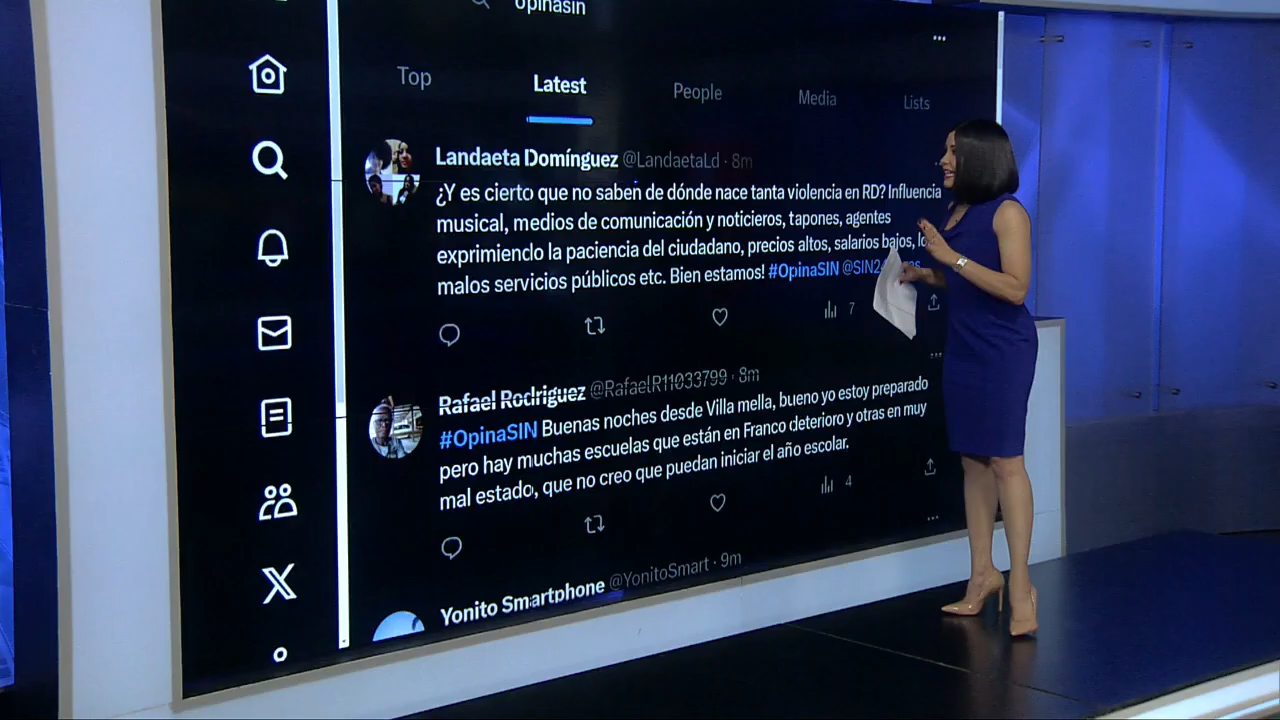 opinasin
Top Latest People Media Lists
Landaeta Domínguez @LandaetaLd · 8m
¿Y es cierto que no saben de dónde nace tanta violencia en RD? Influencia
musical, medios de comunicación y noticieros, tapones, agentes
exprimiendo la paciencia del ciudadano, precios altos, salarios bajos,
malos servicios públicos etc. Bien estamos! #OpinaSIN
7
Rafael Rodriguez @RafaelR11033799 · 8m
#OpinaSIN Buenas noches desde Villa mella, bueno yo estoy preparado
pero hay muchas escuelas que están en Franco deterioro y otras en muy
mal estado, que no creo que puedan iniciar el año escolar.
4
Yonito Smartphone @YonitoSmart · 9m